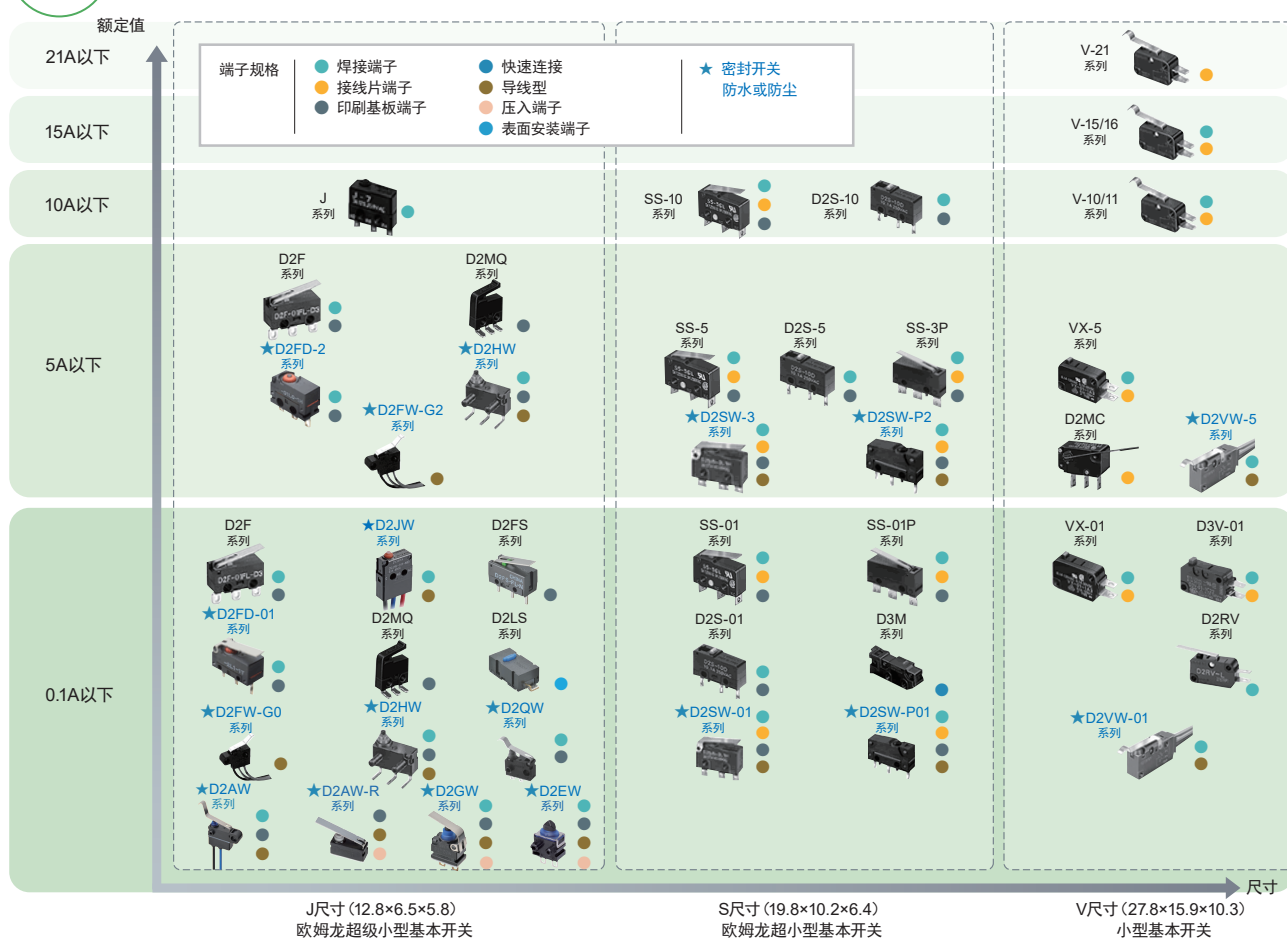 额定值
21A以下
15A以下
10A以下
5A以下
0.1A以下
端子规格
焊接端子
接线片端子
印刷基板端子
快速连接
导线型
压入端子
表面安装端子
★ 密封开关
防水或防尘
V-21
系列
V-15/16
系列
J
系列
SS-10
系列
D2S-10
系列
V-10/11
系列
D2F
系列
D2MQ
系列
★D2FD-2
系列
★D2HW
系列
★D2FW-G2
系列
SS-5
系列
D2S-5
系列
SS-3P
系列
★D2SW-3
系列
★D2SW-P2
系列
VX-5
系列
D2MC
系列
★D2VW-5
系列
D2F
系列
★D2JW
系列
D2FS
系列
★D2FD-01
系列
D2MQ
系列
D2LS
系列
★D2FW-G0
系列
★D2HW
系列
★D2QW
系列
★D2AW
系列
★D2AW-R
系列
★D2GW
系列
★D2EW
系列
SS-01
系列
SS-01P
系列
D2S-01
系列
D3M
系列
★D2SW-01
系列
★D2SW-P01
系列
VX-01
系列
D3V-01
系列
D2RV
系列
★D2VW-01
系列
尺寸
J尺寸(12.8×6.5×5.8)
欧姆龙超级小型基本开关
S尺寸(19.8×10.2×6.4)
欧姆龙超小型基本开关
V尺寸(27.8×15.9×10.3)
小型基本开关